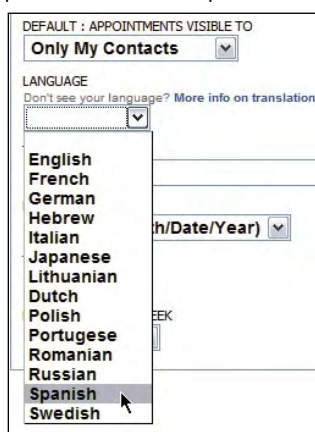 DEFAULT : APPOINTMENTS VISIBLE TO
Only My Contacts
LANGUAGE
Don't see your language? More info on translation
English
French
German
Hebrew
Italian
th/Date/Year)
Japanese
Lithuanian
Dutch
Polish
EEK
Portugese
Romanian
Russian
Spanish
Swedish